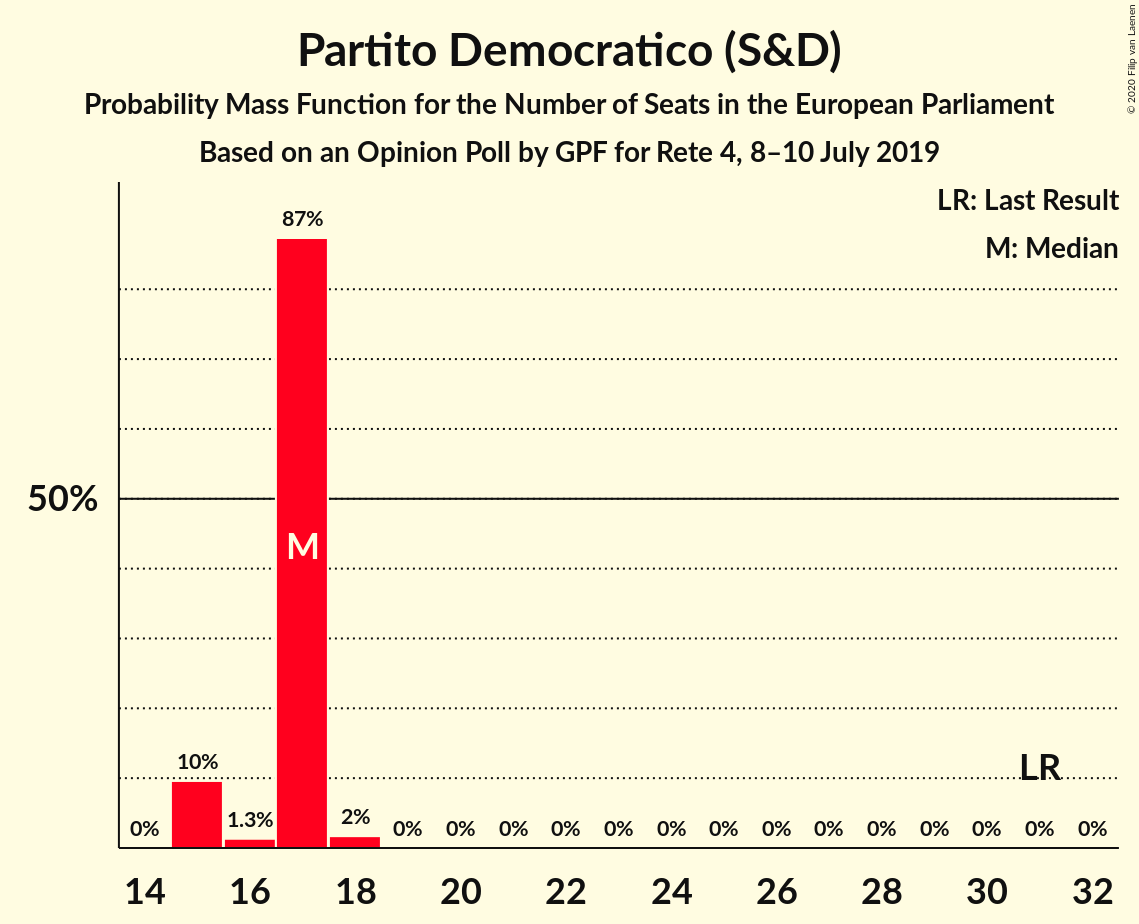 Partito Democratico (S&D)
Probability Mass Function for the Number of Seats in the European Parliament
Based on an Opinion Poll by GPF for Rete 4, 8–10 July 2019
© 2020 Filip van Laenen
LR: Last Result
M: Median
87%
50%
M
10%
LR
0% 1.3% 2% 0% 0% 0% 0% 0% 0% 0% 0% 0% 0% 0% 0% 0% 0%
14 16 18 20 22 24 26 28 30 32